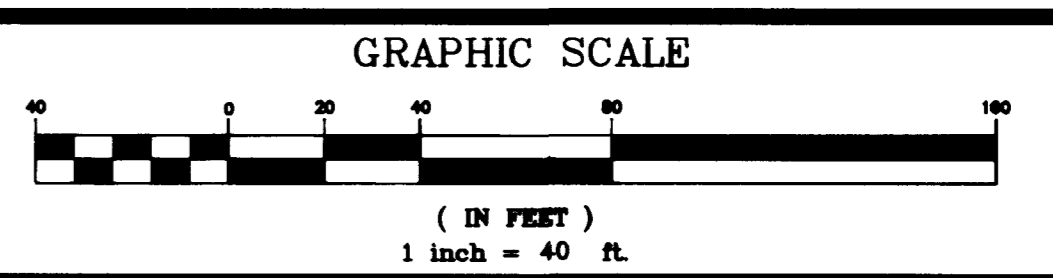 GRAPHIC SCALE
40 0 20 40 80 160
( IN FEET )
1 inch = 40 ft.